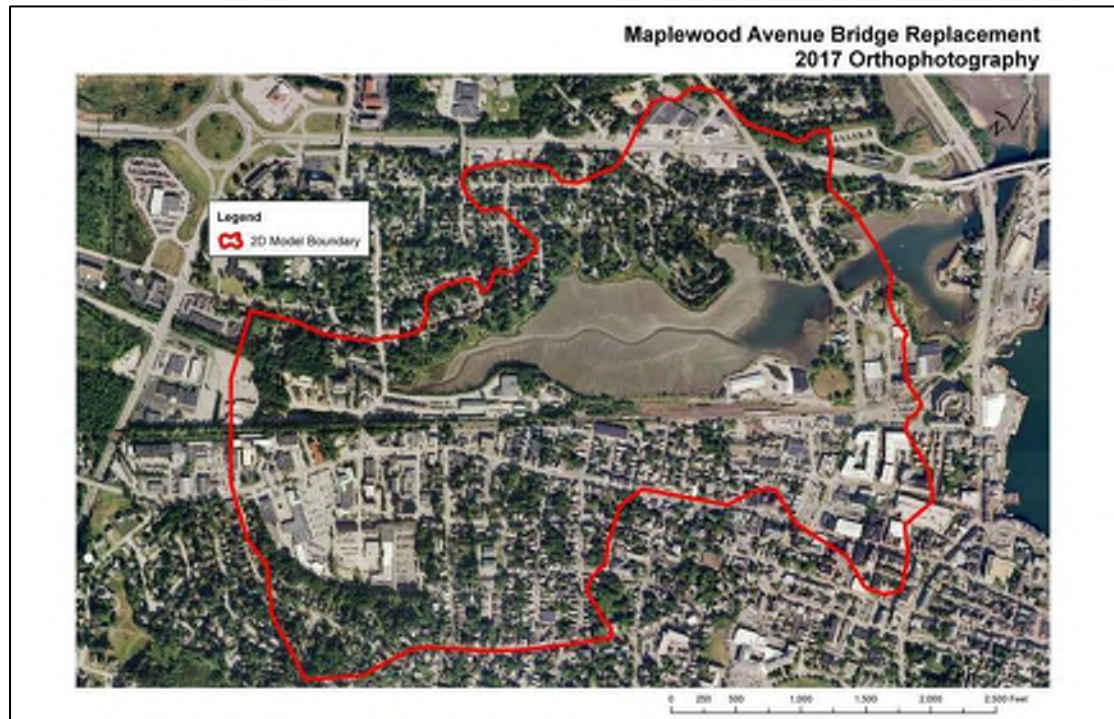 Maplewood Avenue Bridge Replacement
2017 Orthophotography
Legend
2D Model Boundary
0 250 500 1,000 1,500 2,000 2,500 Feet